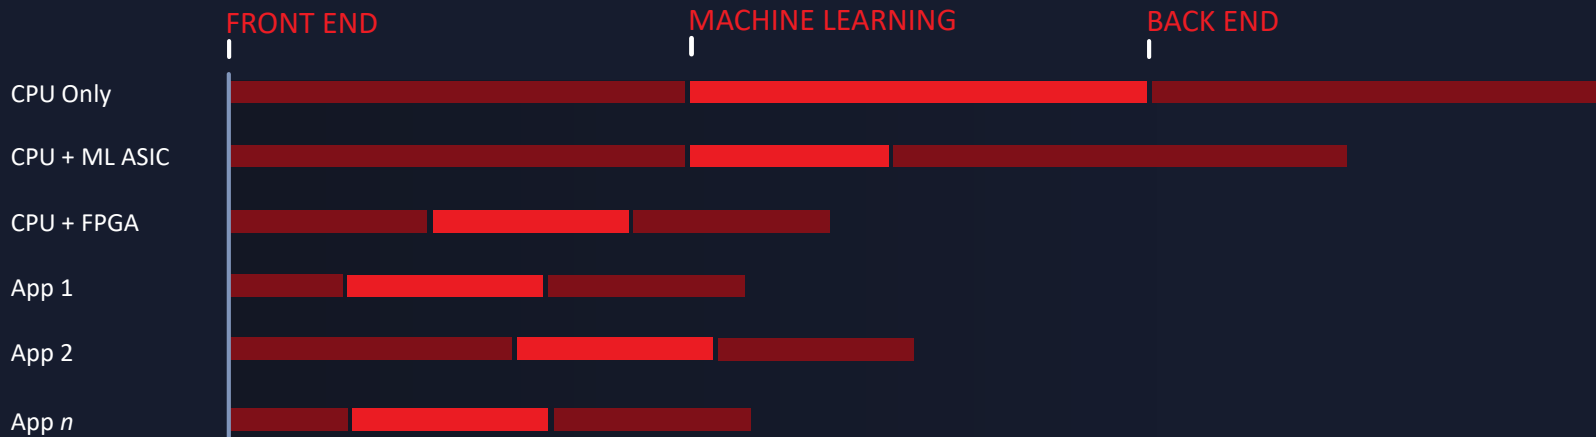 FRONT END
MACHINE LEARNING
BACK END
CPU Only
CPU + ML ASIC
CPU + FPGA
App 1
App 2
App n